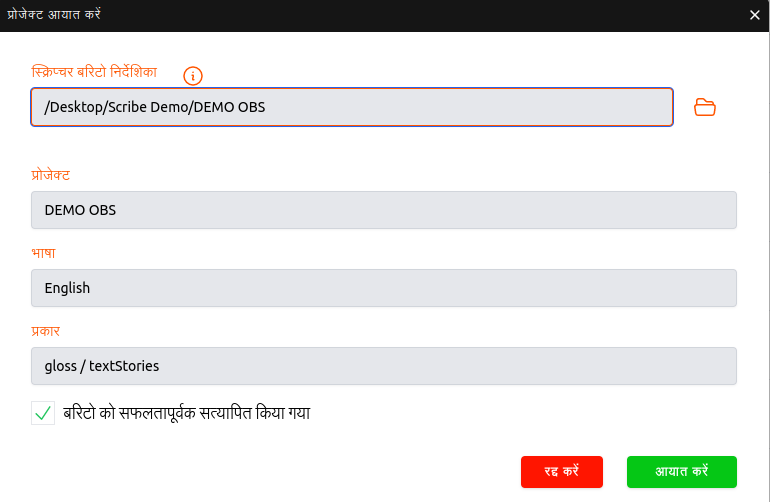 प्रोजेक्ट आयात करें
स्क्रिप्चर बरिटो निर्देशिका
/Desktop/Scribe Demo/DEMO OBS
प्रोजेक्ट
DEMO OBS
भाषा
English
प्रकार
gloss / textStories
बरिटो को सफलतापूर्वक सत्यापित किया गया
रद्द करें आयात करें